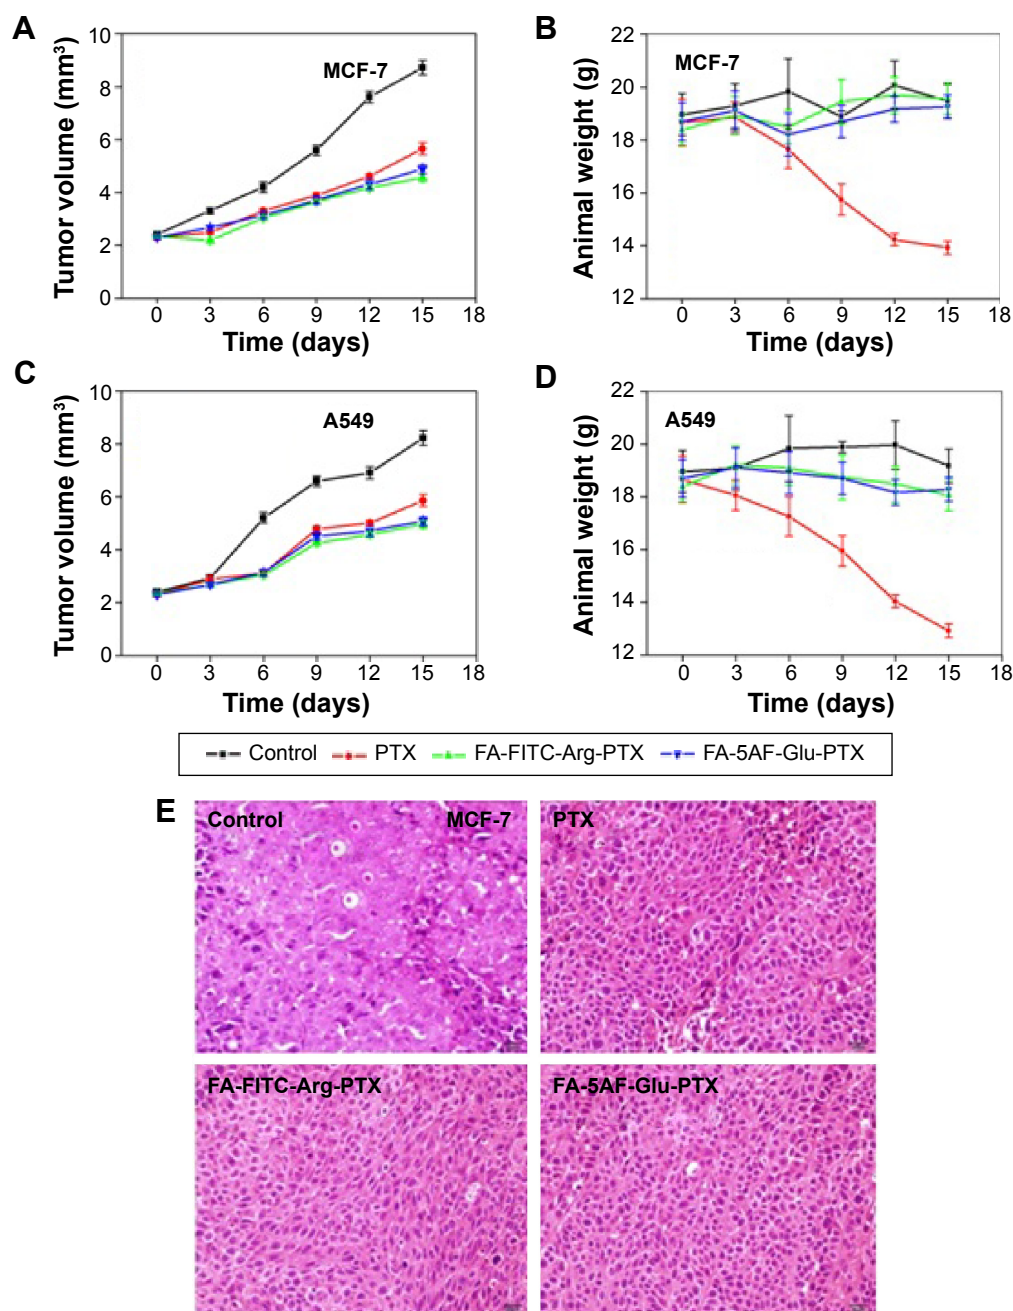 A
Tumor volume (mm³)
10
8
6
4
2
0
MCF-7
0 3 6 9 12 15 18
Time (days)
B
Animal weight (g)
22
20
18
16
14
12
MCF-7
0 3 6 9 12 15 18
Time (days)
C
Tumor volume (mm³)
10
8
6
4
2
0
A549
0 3 6 9 12 15 18
Time (days)
D
Animal weight (g)
22
20
18
16
14
12
A549
0 3 6 9 12 15 18
Time (days)
Control PTX FA-FITC-Arg-PTX FA-5AF-Glu-PTX
E
Control MCF-7
PTX
FA-FITC-Arg-PTX
FA-5AF-Glu-PTX